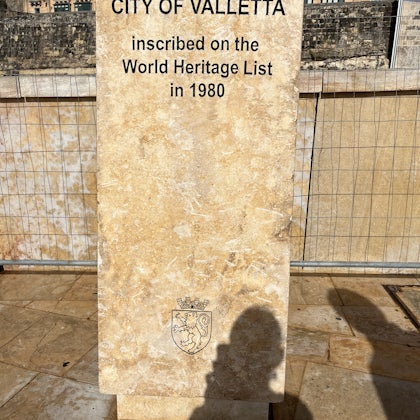 CITY OF VALLETTA
inscribed on the
World Heritage List
in 1980